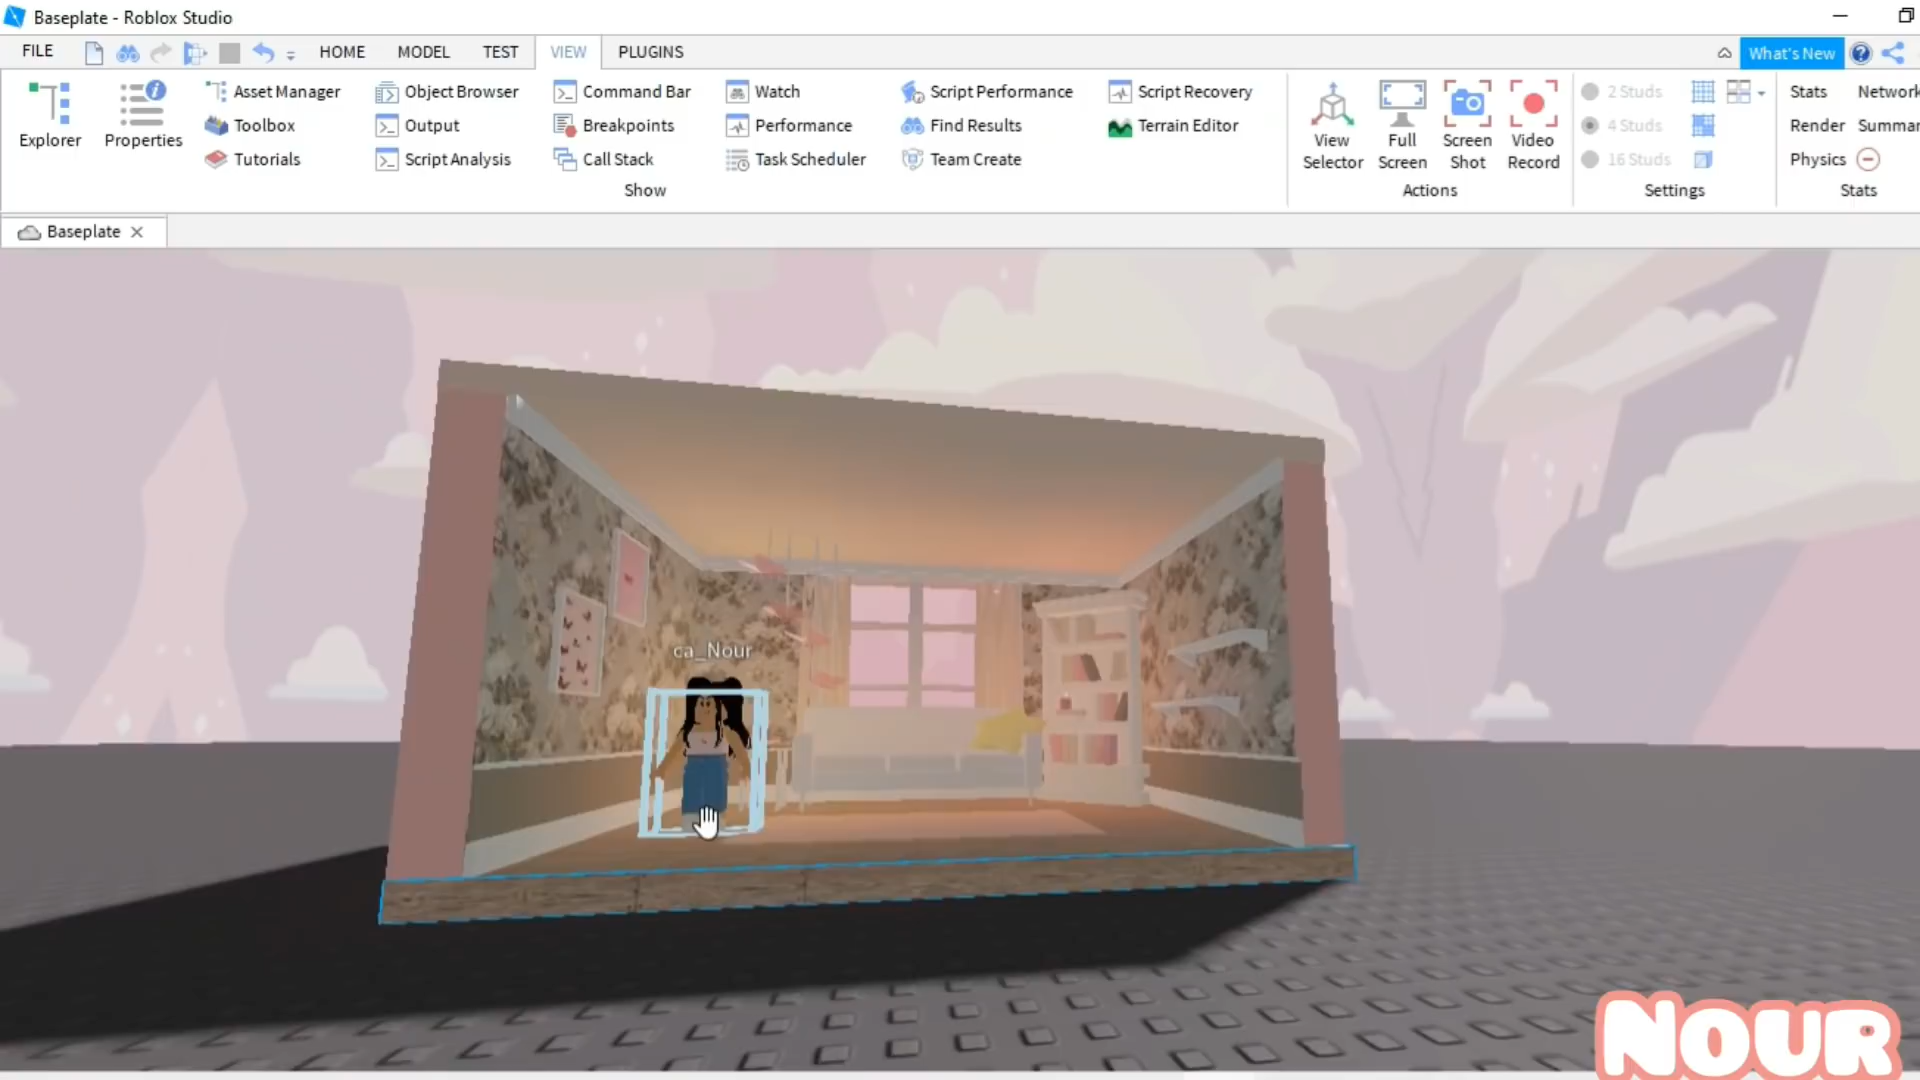 Baseplate - Roblox Studio
FILE HOME MODEL TEST VIEW PLUGINS What's New
Explorer
Properties
Asset Manager
Toolbox
Tutorials
Object Browser
Output
Script Analysis
Command Bar
Breakpoints
Call Stack
Watch
Performance
Task Scheduler
Script Performance
Find Results
Team Create
Script Recovery
Terrain Editor
Show
View
Selector
Full
Screen
Screen
Shot
Video
Record
Actions
2 Studs
4 Studs
16 Studs
Settings
Stats Network
Render Summar
Physics
Stats
Baseplate
ca_Nour
NOUR